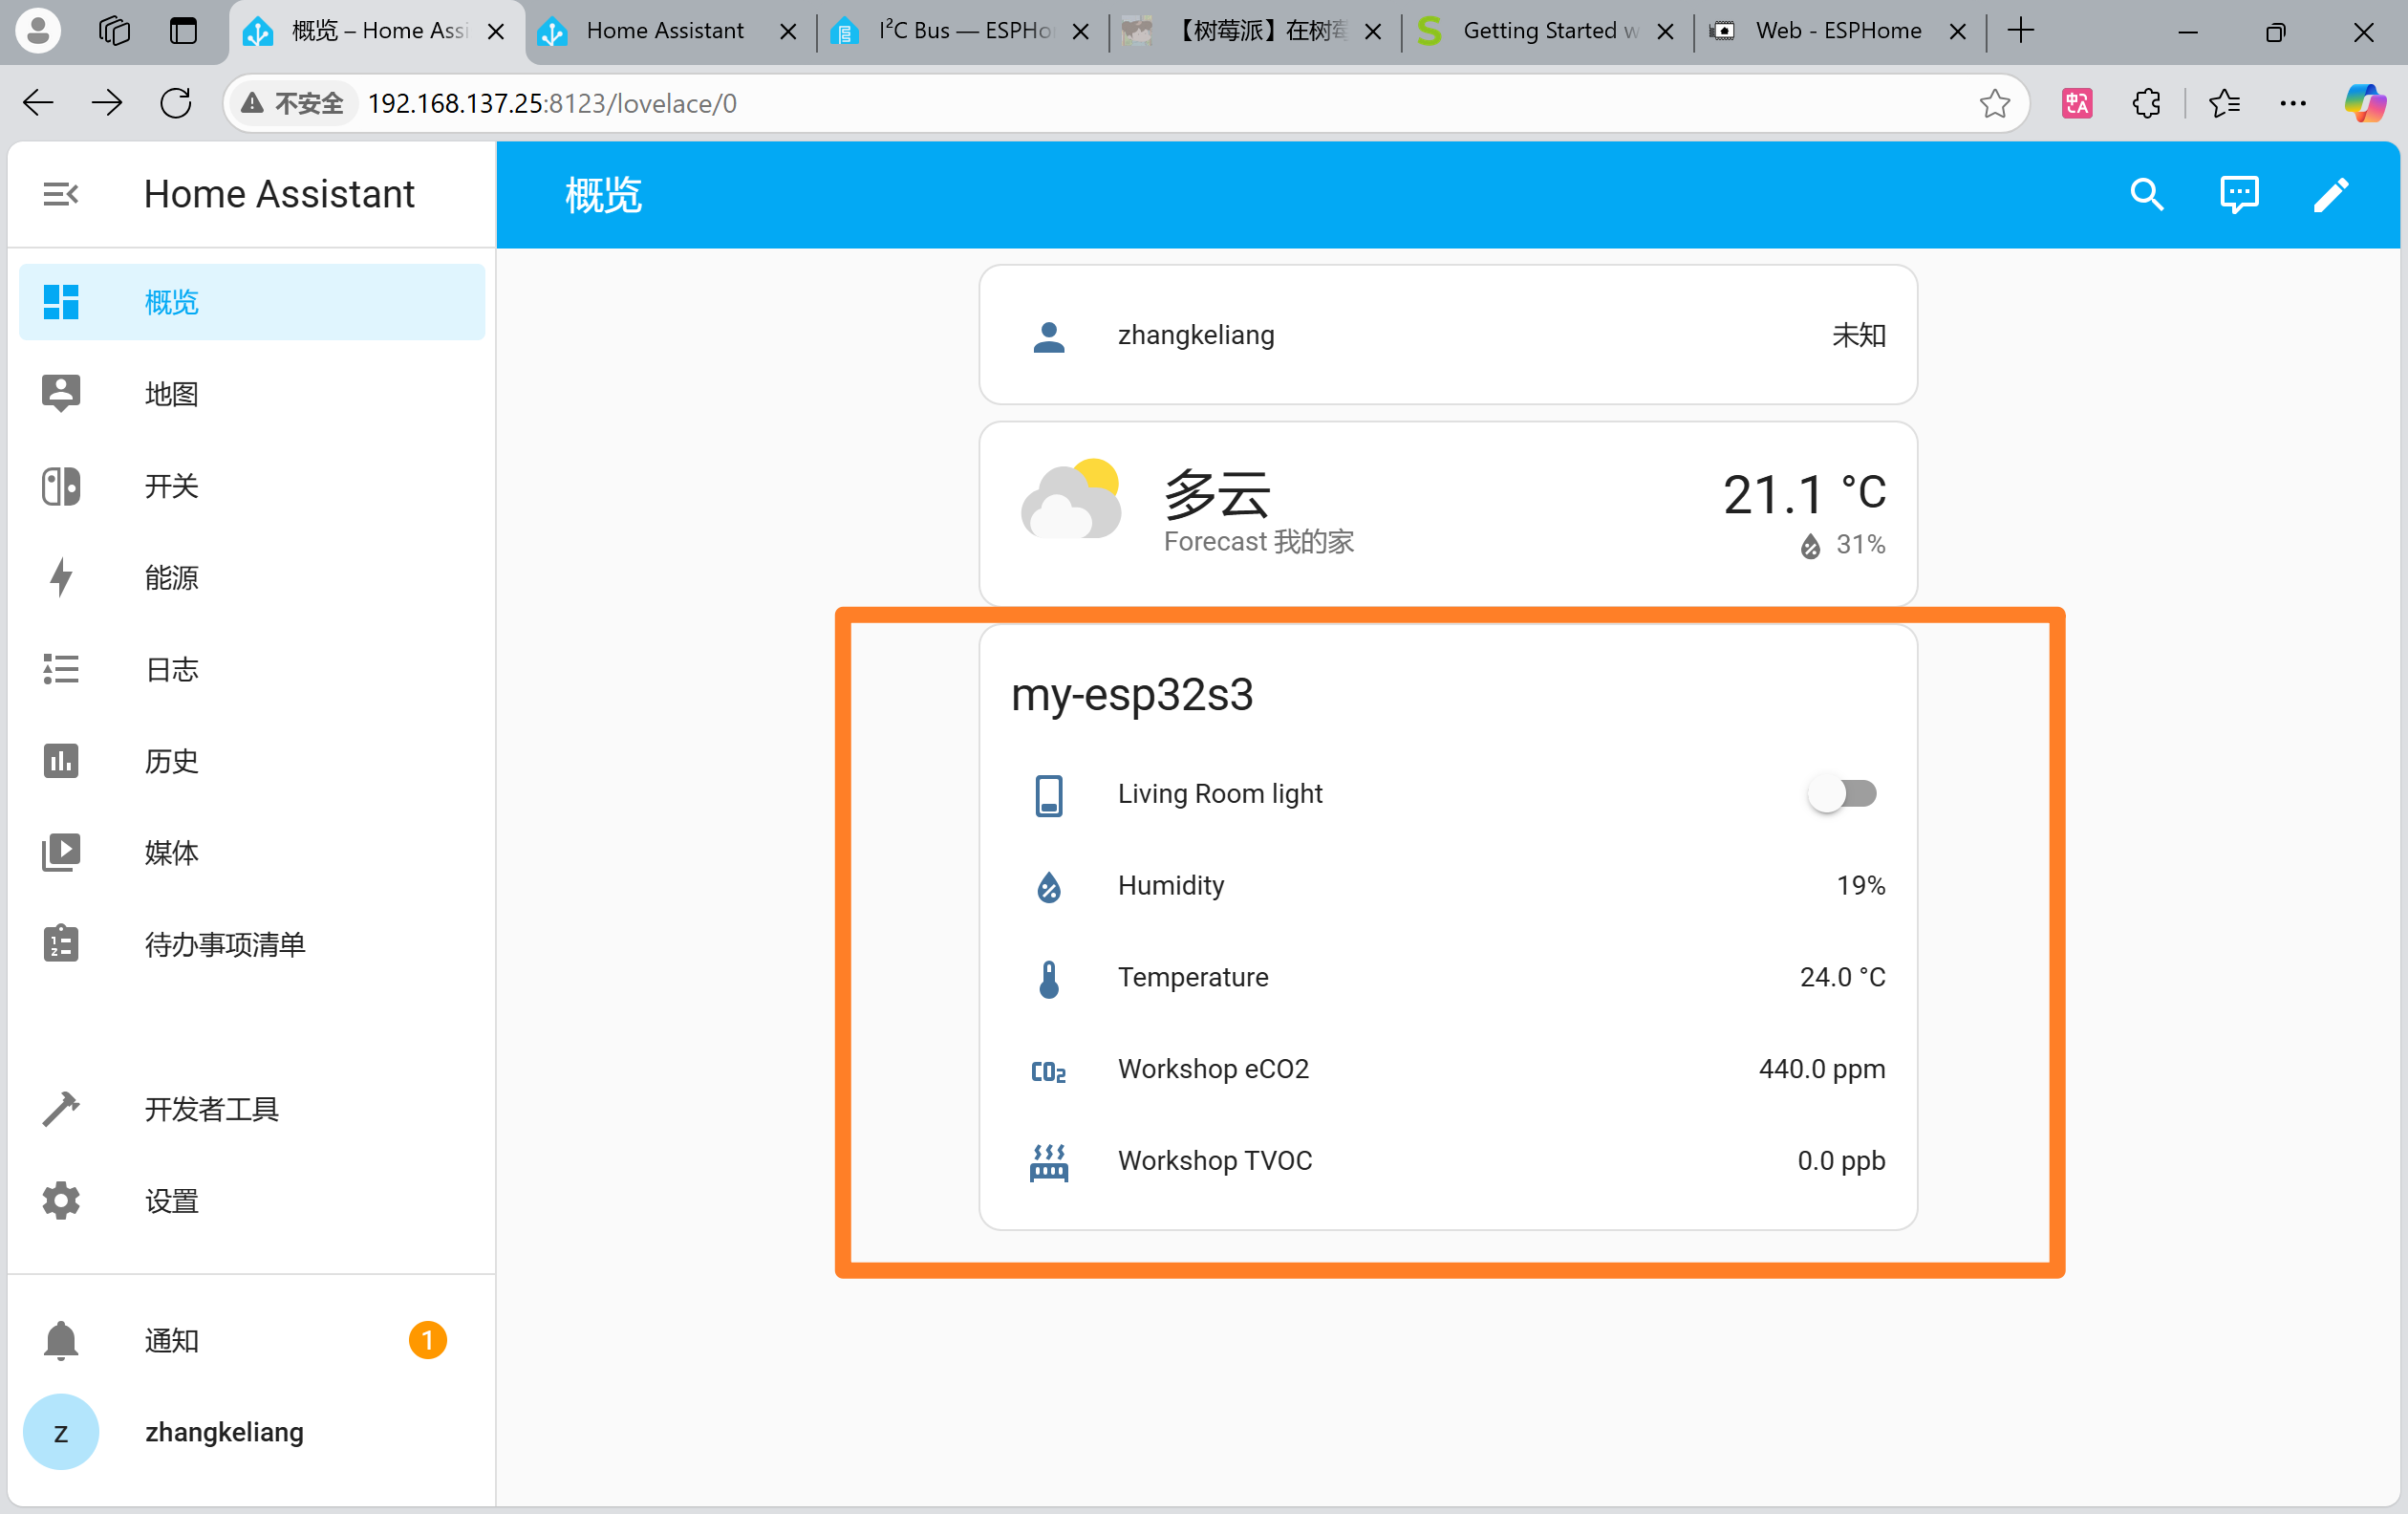 概览 – Home Assi
Home Assistant
I²C Bus — ESPHo
【树莓派】在树莓
Getting Started w
Web - ESPHome
不安全
192.168.137.25:8123/lovelace/0
Home Assistant
概览
概览
地图
开关
能源
日志
历史
媒体
待办事项清单
开发者工具
设置
通知
1
z
zhangkeliang
zhangkeliang
未知
多云
Forecast 我的家
21.1 °C
31%
my-esp32s3
Living Room light
Humidity
19%
Temperature
24.0 °C
CO2
Workshop eCO2
440.0 ppm
Workshop TVOC
0.0 ppb